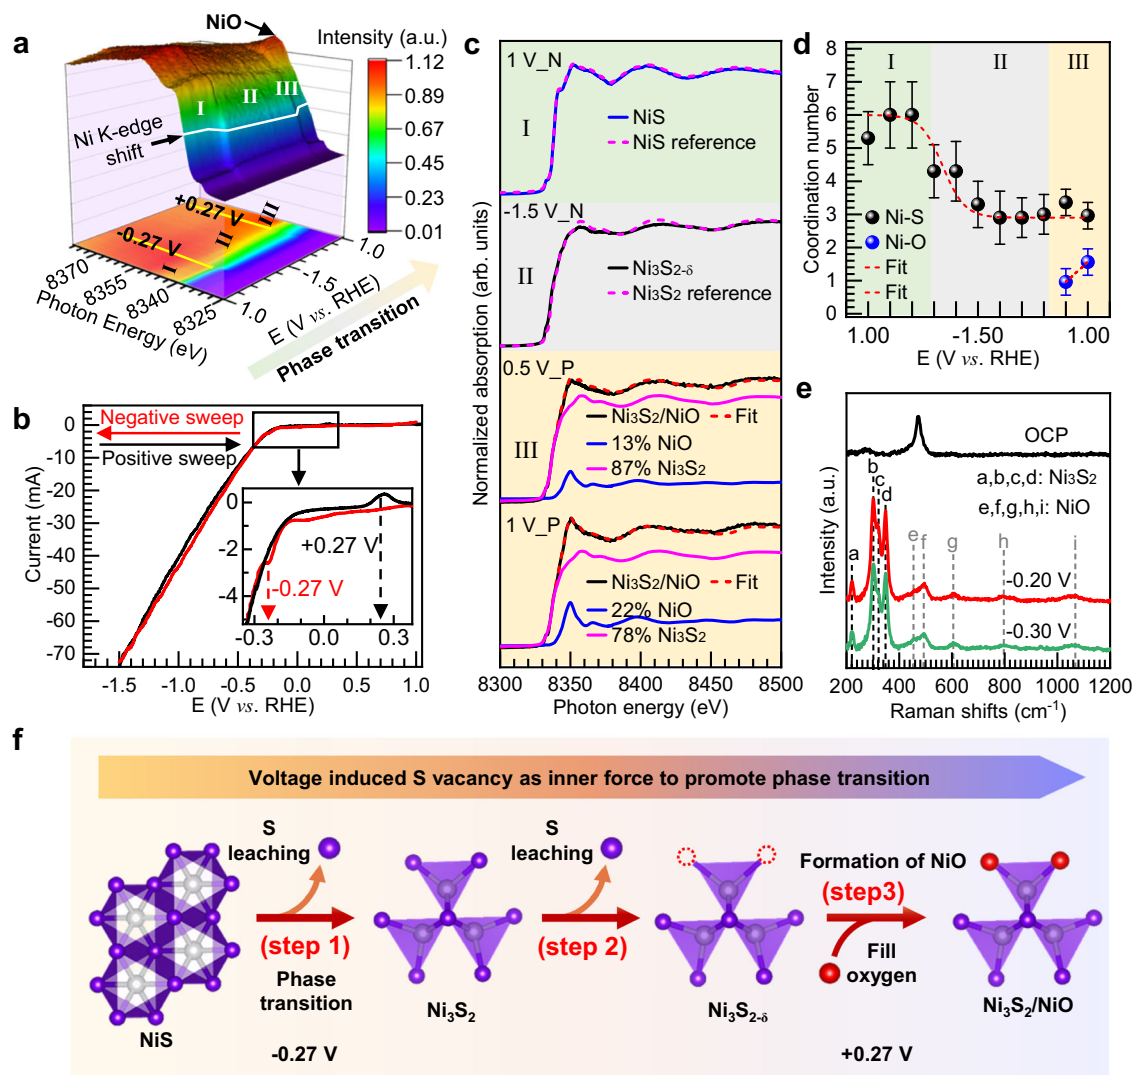 a
NiO
Intensity (a.u.)
1.12
0.89
0.67
0.45
0.23
0.01
I
II
III
Ni K-edge
shift
+0.27 V
-0.27 V
I
II
III
8370
8355
8340
8325
Photon Energy (eV)
1.0
-1.5
1.0
E (V vs. RHE)
Phase transition
b
Negative sweep
Positive sweep
0
-10
-20
-30
-40
-50
-60
-70
Current (mA)
0
-2
-4
+0.27 V
-0.27 V
-0.3
0.0
0.3
-1.5
-1.0
-0.5
0.0
0.5
1.0
E (V vs. RHE)
c
Normalized absorption (arb. units)
1 V_N
I
NiS
NiS reference
-1.5 V_N
II
Ni3S2-δ
Ni3S2 reference
0.5 V_P
III
Ni3S2/NiO
Fit
13% NiO
87% Ni3S2
1 V_P
Ni3S2/NiO
Fit
22% NiO
78% Ni3S2
8300
8350
8400
8450
8500
Photon energy (eV)
d
Coordination number
8
7
6
5
4
3
2
1
0
I
II
III
Ni-S
Ni-O
Fit
Fit
1.00
-1.50
1.00
E (V vs. RHE)
e
Intensity (a.u.)
OCP
a,b,c,d: Ni3S2
e,f,g,h,i: NiO
a
b
c
d
e
f
g
h
i
-0.20 V
-0.30 V
200
400
600
800
1000
1200
Raman shifts (cm-1)
f
Voltage induced S vacancy as inner force to promote phase transition
S
leaching
(step 1)
Phase
transition
S
leaching
(step 2)
Formation of NiO
(step3)
Fill
oxygen
NiS
Ni3S2
Ni3S2-δ
Ni3S2/NiO
-0.27 V
+0.27 V